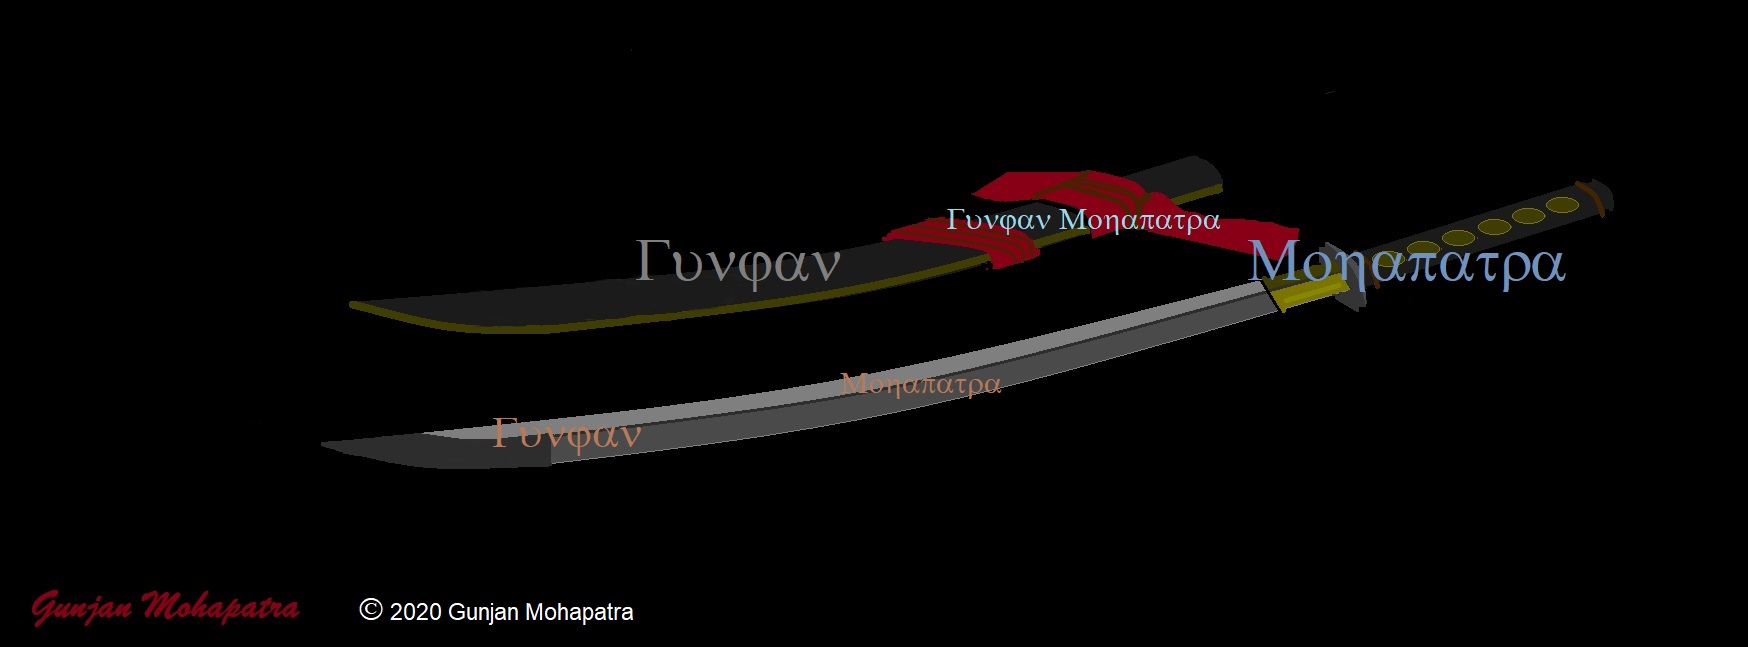 Γυνφαν Μοηαπατρα
Γυνφαν
Μοηαπατρα
Μοηαπατρα
Γυνφαν
Gunjan Mohapatra
© 2020 Gunjan Mohapatra